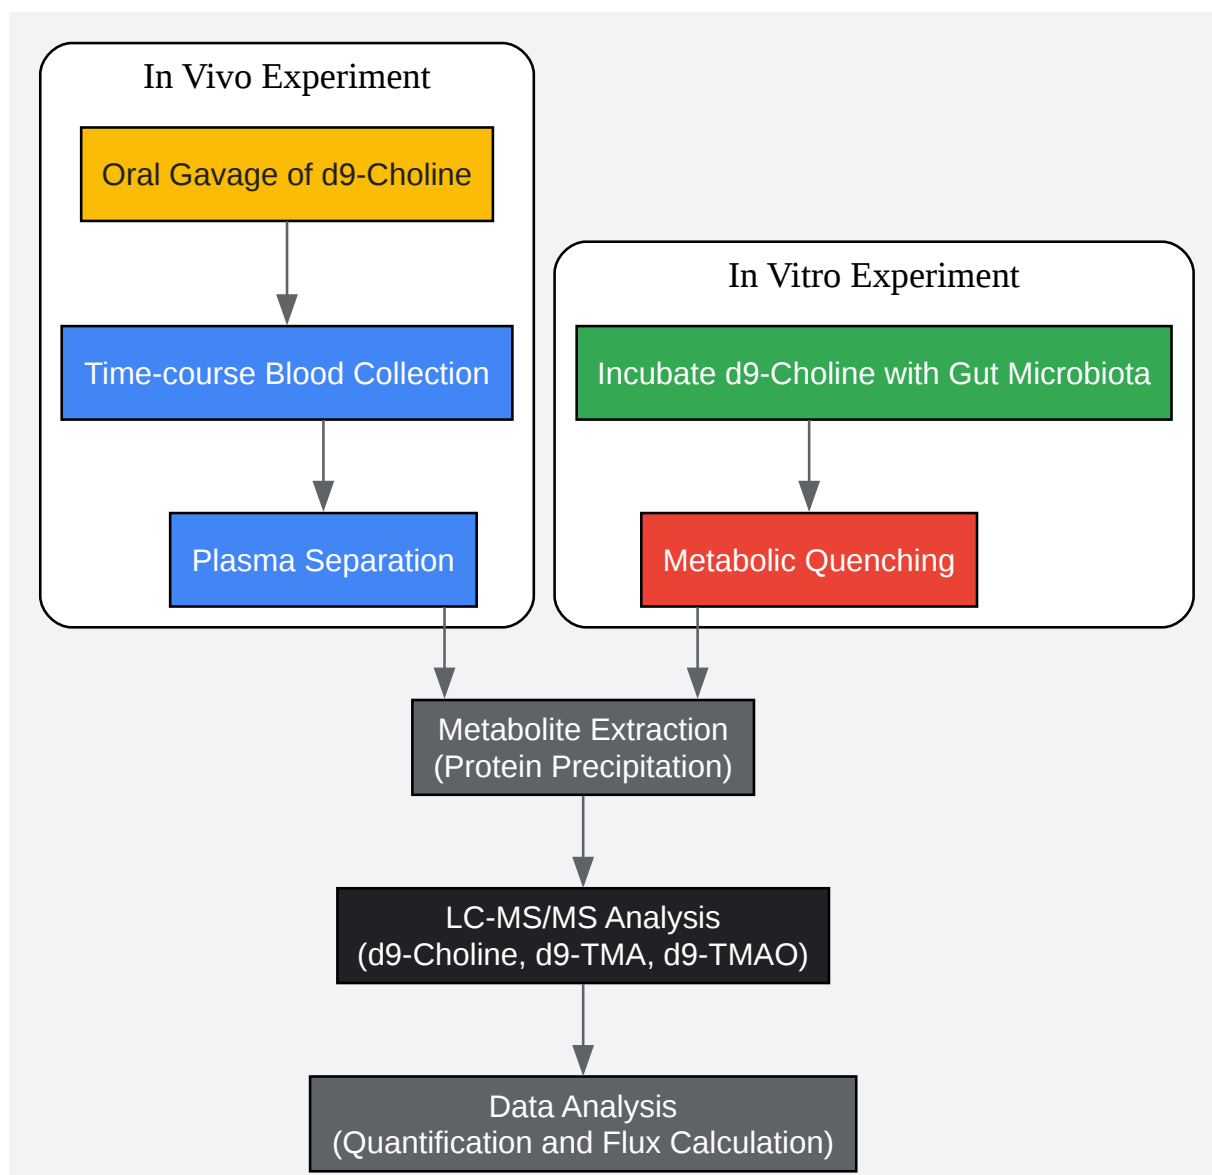 In Vivo Experiment
Oral Gavage of d9-Choline
Time-course Blood Collection
Plasma Separation
In Vitro Experiment
Incubate d9-Choline with Gut Microbiota
Metabolic Quenching
Metabolite Extraction
(Protein Precipitation)
LC-MS/MS Analysis
(d9-Choline, d9-TMA, d9-TMAO)
Data Analysis
(Quantification and Flux Calculation)